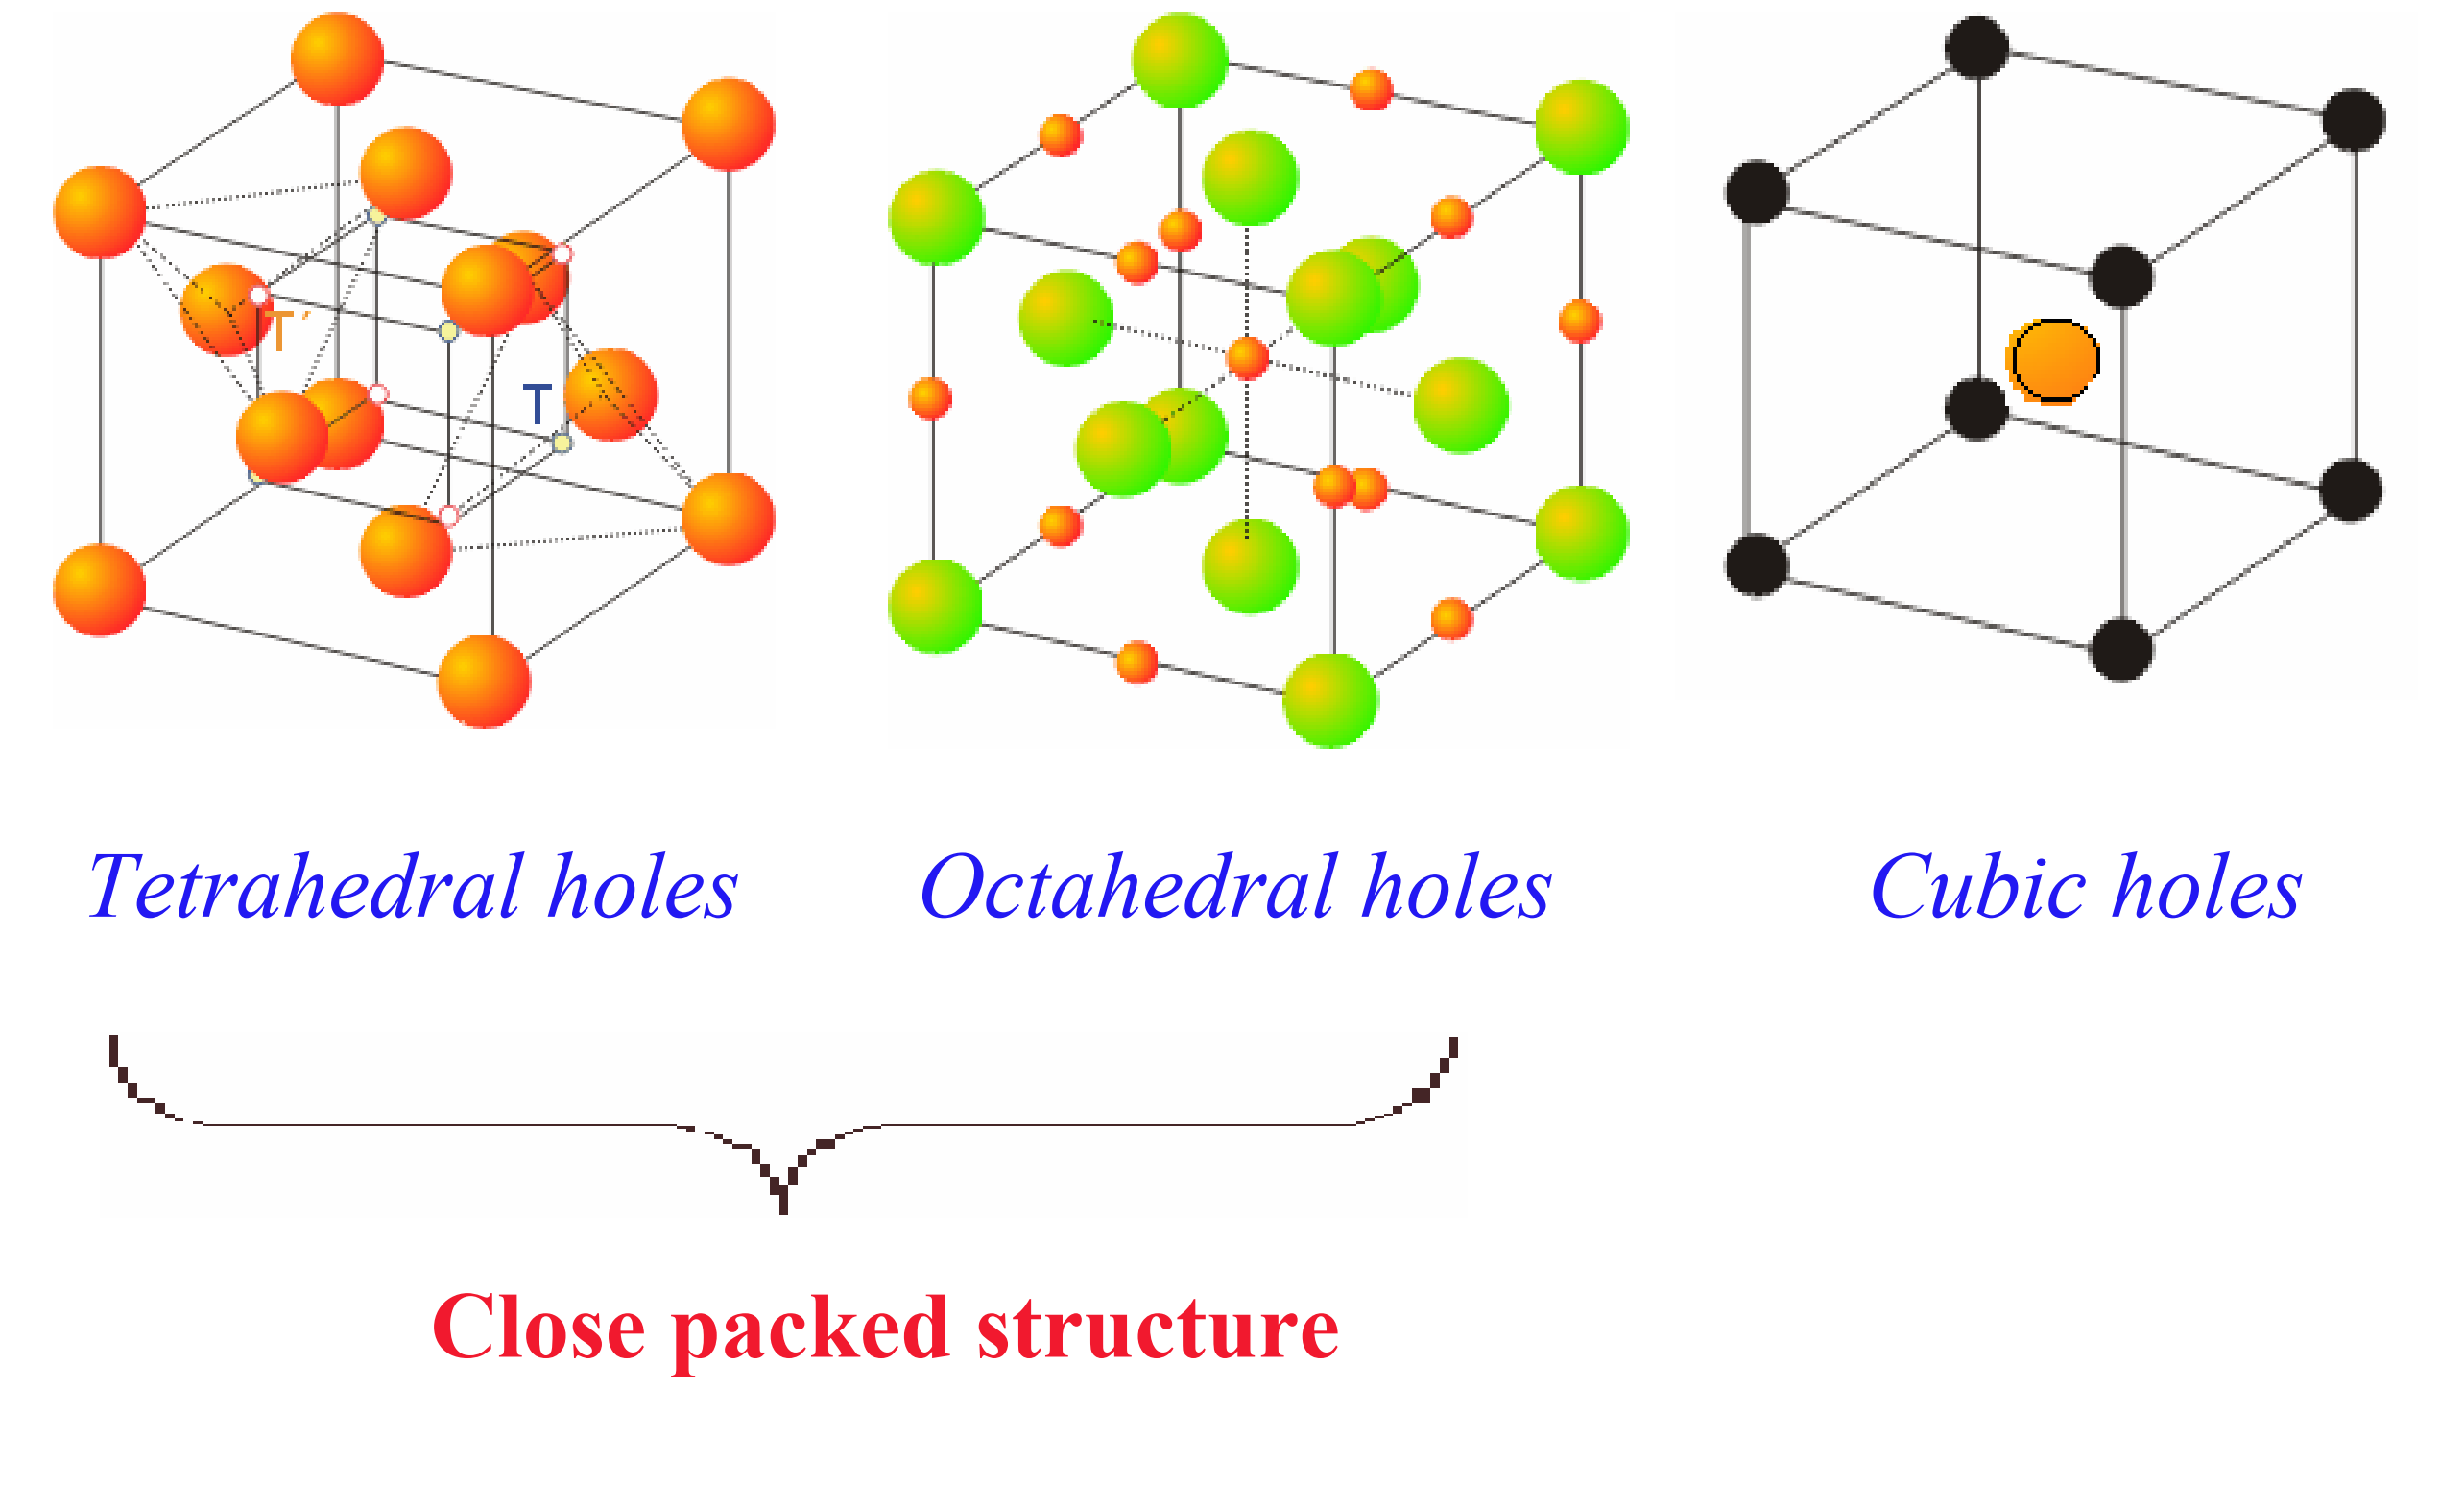 T´
T
Tetrahedral holes
Octahedral holes
Cubic holes
Close packed structure